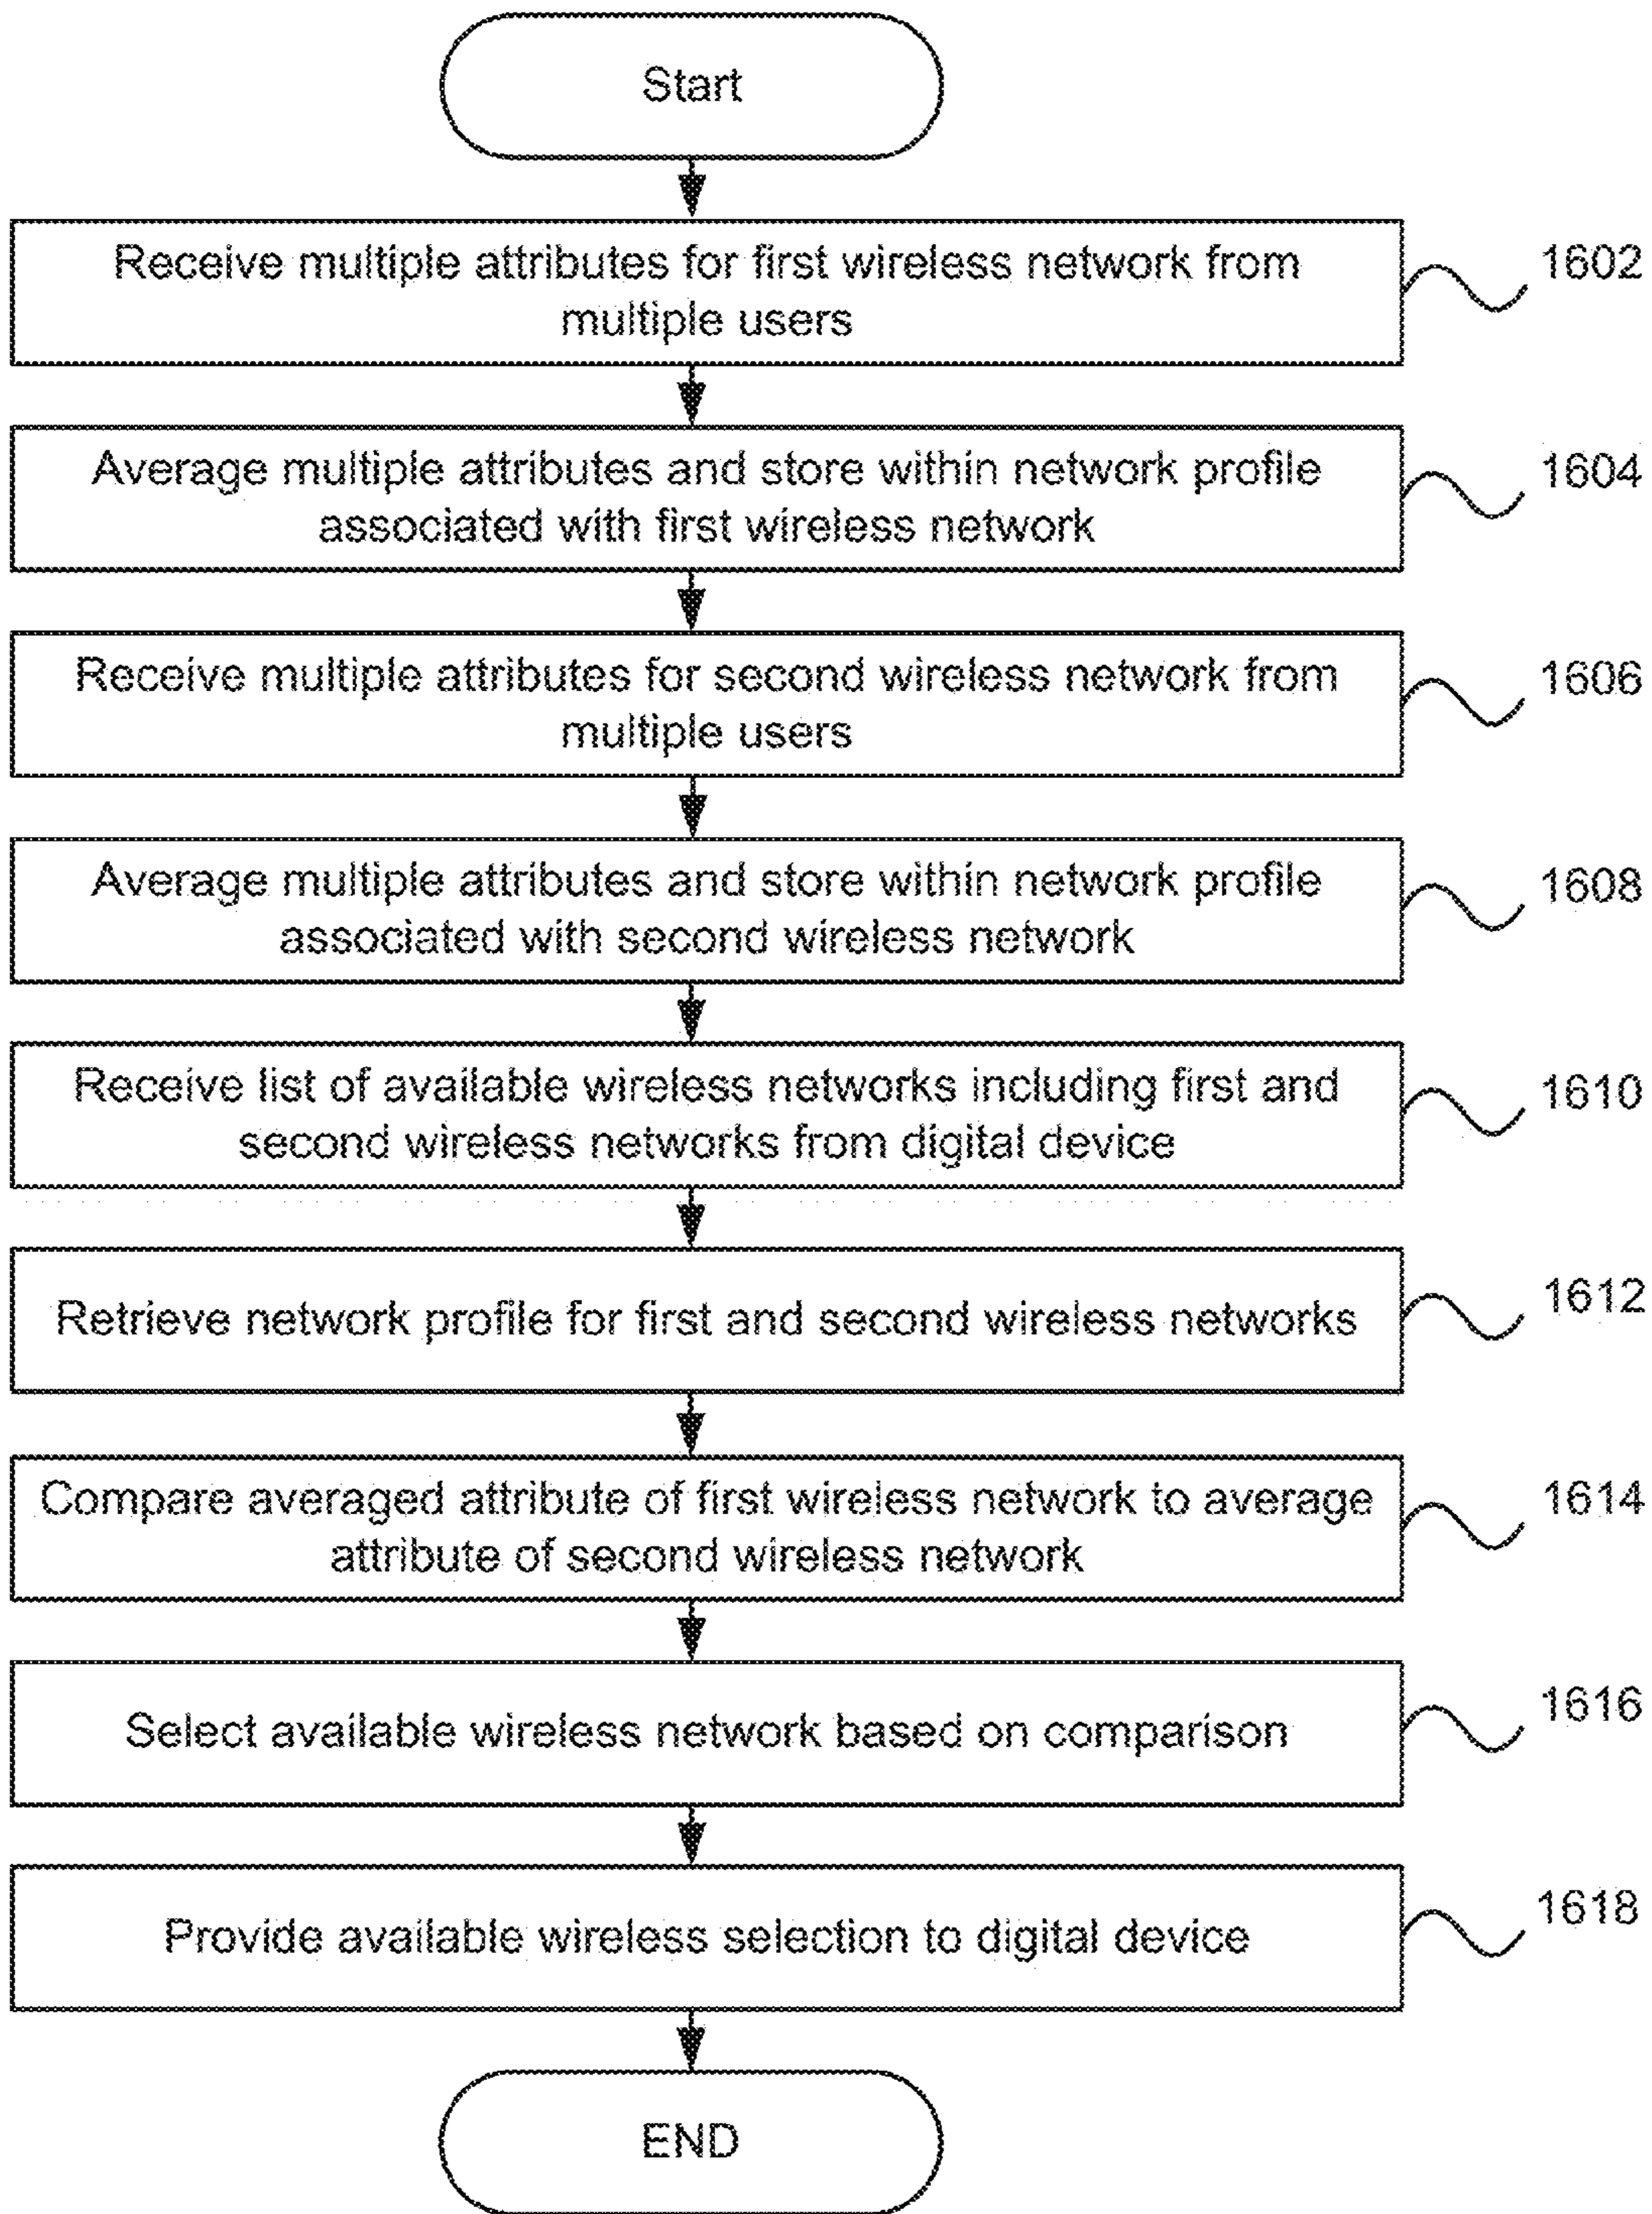 Start
Receive multiple attributes for first wireless network from
multiple users
1602
Average multiple attributes and store within network profile
associated with first wireless network
1604
Receive multiple attributes for second wireless network from
multiple users
1606
Average multiple attributes and store within network profile
associated with second wireless network
1608
Receive list of available wireless networks including first and
second wireless networks from digital device
1610
Retrieve network profile for first and second wireless networks
1612
Compare averaged attribute of first wireless network to average
attribute of second wireless network
1614
Select available wireless network based on comparison
1616
Provide available wireless selection to digital device
1618
END